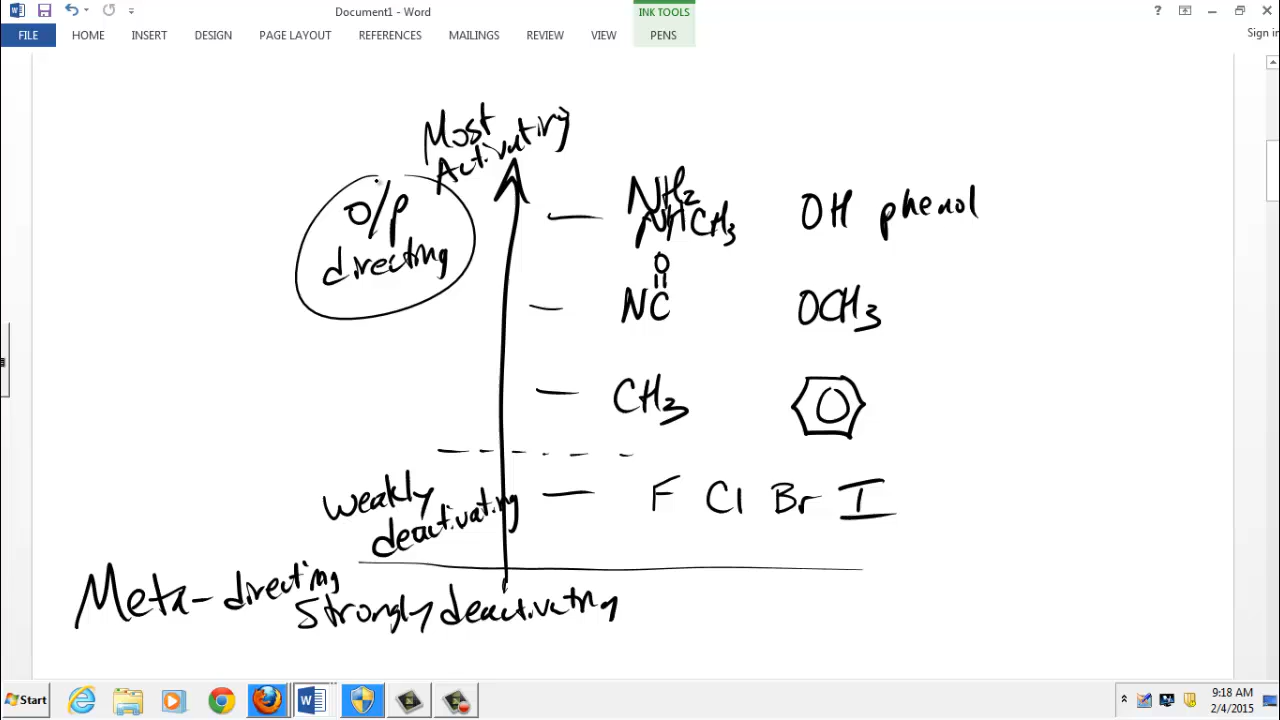 Document1 - Word
INK TOOLS
FILE HOME INSERT DESIGN PAGE LAYOUT REFERENCES MAILINGS REVIEW VIEW PENS
Sign in
Most
Activating
o/p
directing
NH2
NHCH3
OH phenol
O
NC
OCH3
CH3
Weakly
deactivating
F Cl Br I
Meta-directing
Strongly deactivating
Start
9:18 AM
2/4/2015